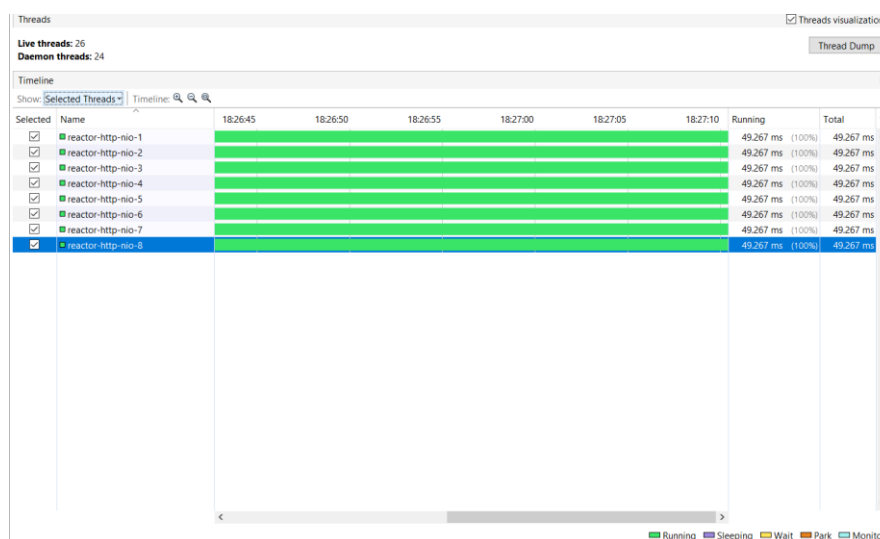 Threads Threads visualization
Live threads: 26
Daemon threads: 24
Thread Dump
Timeline
Show: Selected Threads Timeline:
Selected Name 18:26:45 18:26:50 18:26:55 18:27:00 18:27:05 18:27:10 Running Total
reactor-http-nio-1 49.267 ms (100%) 49.267 ms
reactor-http-nio-2 49.267 ms (100%) 49.267 ms
reactor-http-nio-3 49.267 ms (100%) 49.267 ms
reactor-http-nio-4 49.267 ms (100%) 49.267 ms
reactor-http-nio-5 49.267 ms (100%) 49.267 ms
reactor-http-nio-6 49.267 ms (100%) 49.267 ms
reactor-http-nio-7 49.267 ms (100%) 49.267 ms
reactor-http-nio-8 49.267 ms (100%) 49.267 ms
Running Sleeping Wait Park Monito